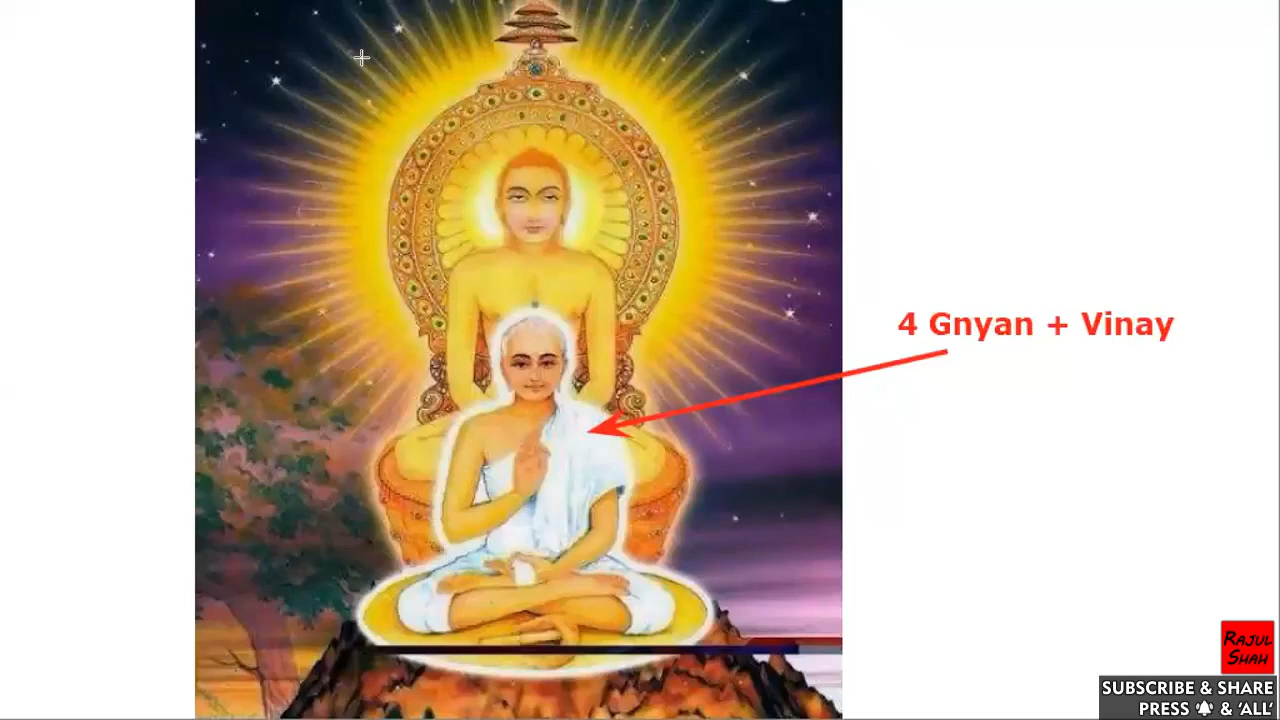 4 Gnyan + Vinay
RAJUL
SHAH
SUBSCRIBE & SHARE
PRESS 🔔 & 'ALL'